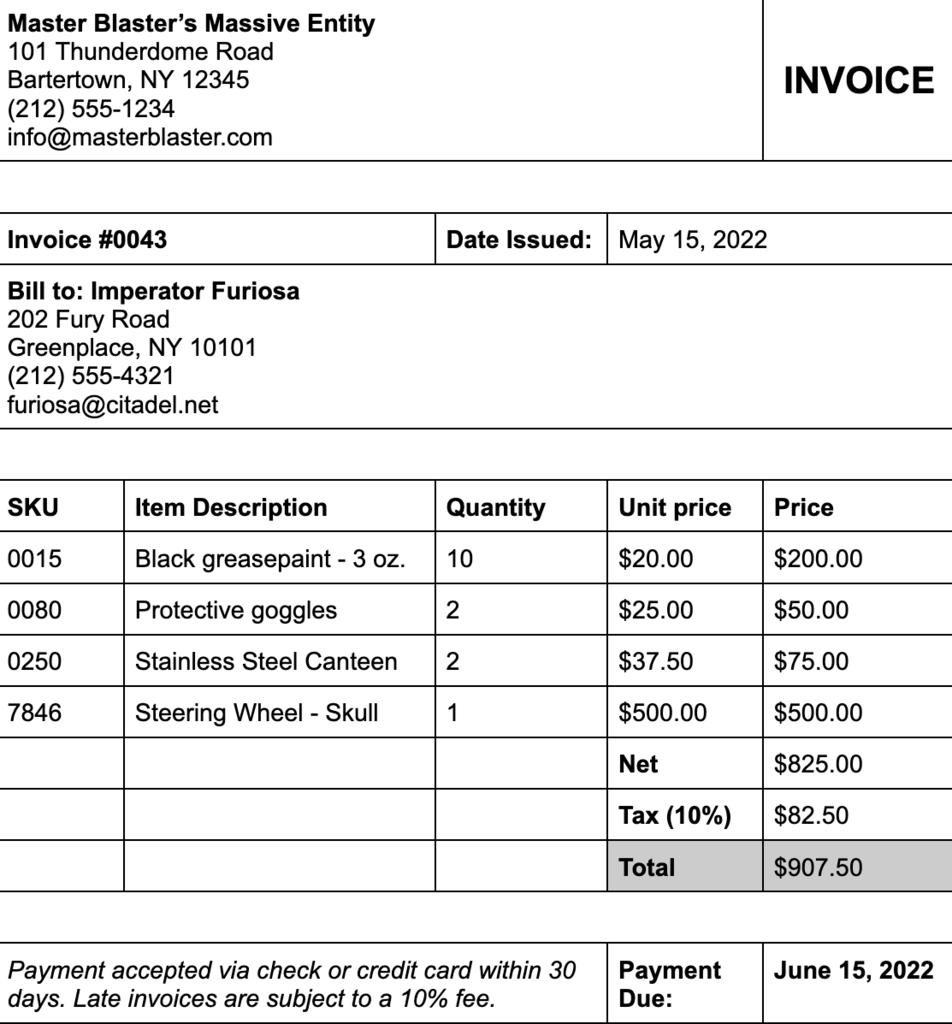 Master Blaster’s Massive Entity
101 Thunderdome Road
Bartertown, NY 12345
(212) 555-1234
info@masterblaster.com
INVOICE
Invoice #0043
Date Issued:
May 15, 2022
Bill to: Imperator Furiosa
202 Fury Road
Greenplace, NY 10101
(212) 555-4321
furiosa@citadel.net
SKU Item Description Quantity Unit price Price
0015 Black greasepaint - 3 oz. 10 $20.00 $200.00
0080 Protective goggles 2 $25.00 $50.00
0250 Stainless Steel Canteen 2 $37.50 $75.00
7846 Steering Wheel - Skull 1 $500.00 $500.00
Net $825.00
Tax (10%) $82.50
Total $907.50
Payment accepted via check or credit card within 30
days. Late invoices are subject to a 10% fee.
Payment
Due:
June 15, 2022